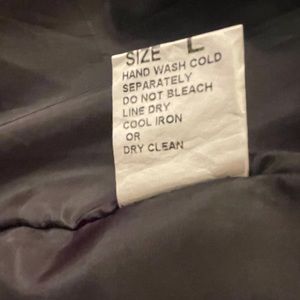 SIZE L
HAND WASH COLD
SEPARATELY
DO NOT BLEACH
LINE DRY
COOL IRON
OR
DRY CLEAN